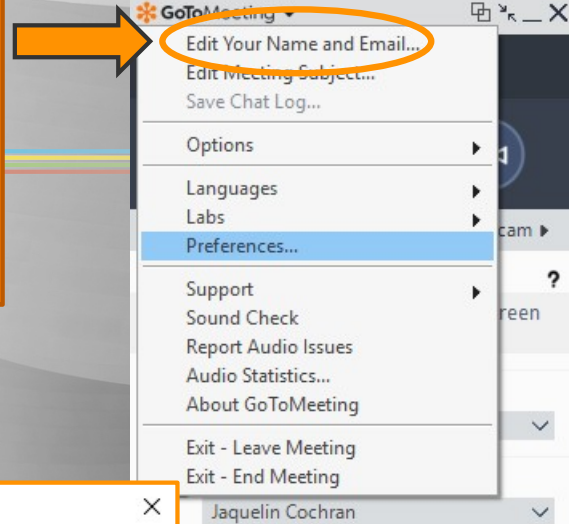 GoToMeeting
Edit Your Name and Email...
Edit Meeting Subject...
Save Chat Log...
Options
Languages
Labs
cam
Preferences...
?
Support
reen
Sound Check
Report Audio Issues
Audio Statistics...
About GoToMeeting
Exit - Leave Meeting
Exit - End Meeting
Jaquelin Cochran